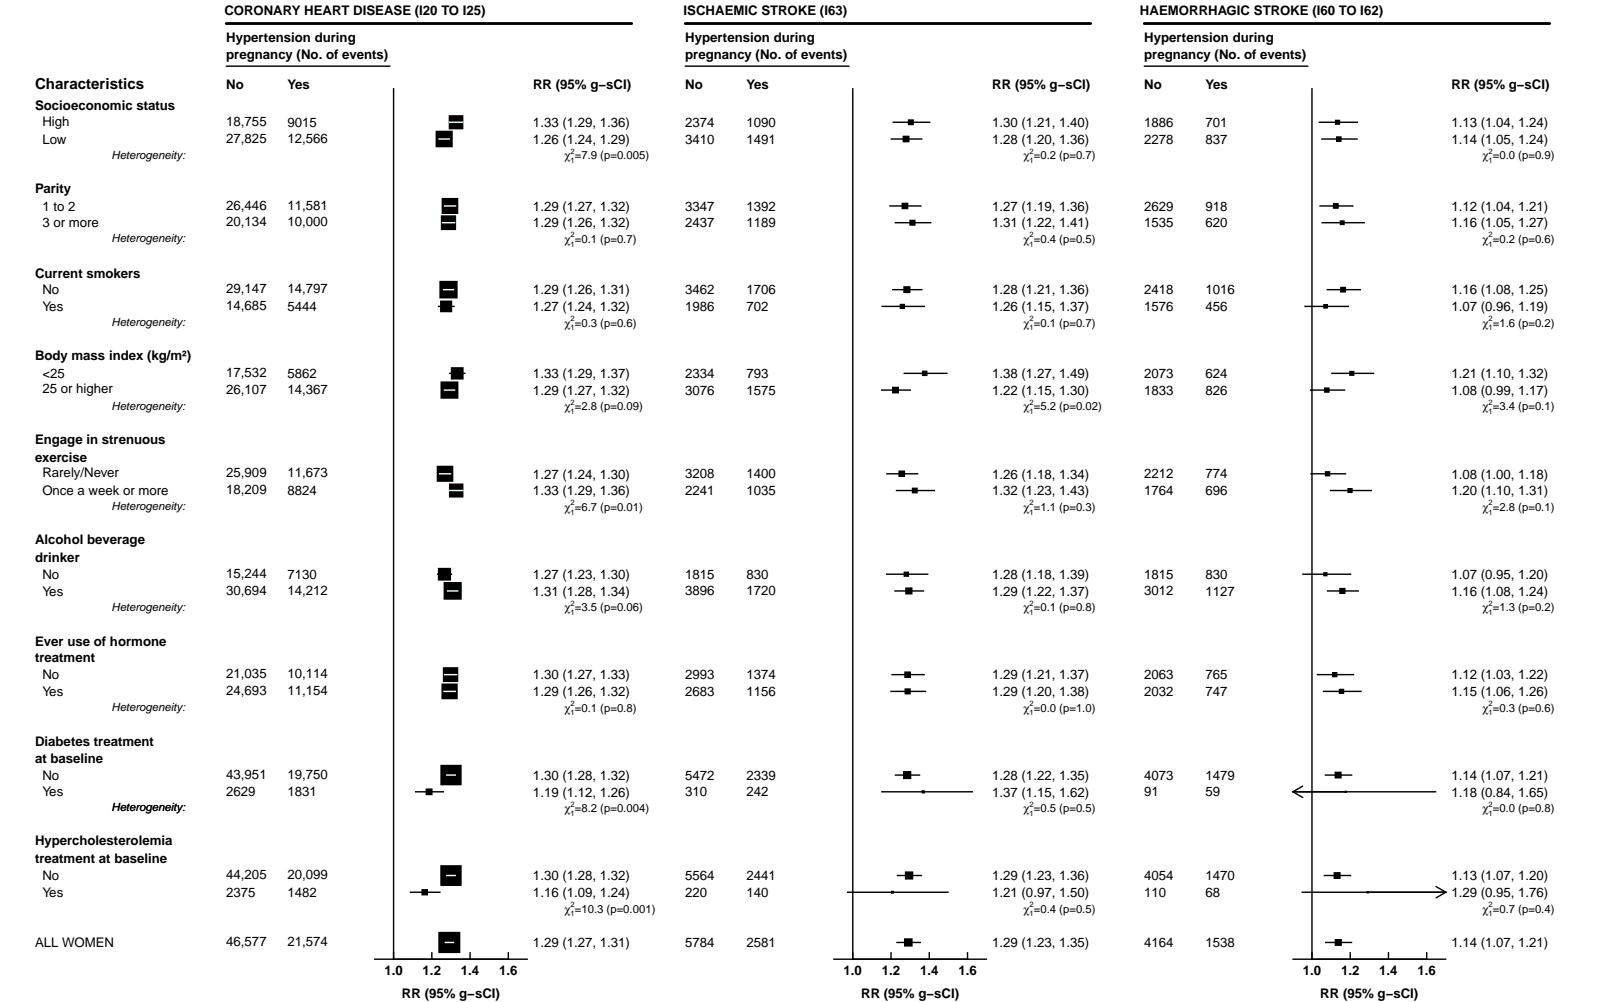 CORONARY HEART DISEASE (I20 TO I25) ISCHAEMIC STROKE (I63) HAEMORRHAGIC STROKE (I60 TO I62)
Hypertension during Hypertension during Hypertension during
pregnancy (No. of events) pregnancy (No. of events) pregnancy (No. of events)
Characteristics No Yes RR (95% g−sCI) No Yes RR (95% g−sCI) No Yes RR (95% g−sCI)
Socioeconomic status
High 18,755 9015 1.33 (1.29, 1.36) 2374 1090 1.30 (1.21, 1.40) 1886 701 1.13 (1.04, 1.24)
Low 27,825 12,566 1.26 (1.24, 1.29) 3410 1491 1.28 (1.20, 1.36) 2278 837 1.14 (1.05, 1.24)
Heterogeneity: χ²₁=7.9 (p=0.005) χ²₁=0.2 (p=0.7) χ²₁=0.0 (p=0.9)
Parity
1 to 2 26,446 11,581 1.29 (1.27, 1.32) 3347 1392 1.27 (1.19, 1.36) 2629 918 1.12 (1.04, 1.21)
3 or more 20,134 10,000 1.29 (1.26, 1.32) 2437 1189 1.31 (1.22, 1.41) 1535 620 1.16 (1.05, 1.27)
Heterogeneity: χ²₁=0.1 (p=0.7) χ²₁=0.4 (p=0.5) χ²₁=0.2 (p=0.6)
Current smokers
No 29,147 14,797 1.29 (1.26, 1.31) 3462 1706 1.28 (1.21, 1.36) 2418 1016 1.16 (1.08, 1.25)
Yes 14,685 5444 1.27 (1.24, 1.32) 1986 702 1.26 (1.15, 1.37) 1576 456 1.07 (0.96, 1.19)
Heterogeneity: χ²₁=0.3 (p=0.6) χ²₁=0.1 (p=0.7) χ²₁=1.6 (p=0.2)
Body mass index (kg/m²)
<25 17,532 5862 1.33 (1.29, 1.37) 2334 793 1.38 (1.27, 1.49) 2073 624 1.21 (1.10, 1.32)
25 or higher 26,107 14,367 1.29 (1.27, 1.32) 3076 1575 1.22 (1.15, 1.30) 1833 826 1.08 (0.99, 1.17)
Heterogeneity: χ²₁=2.8 (p=0.09) χ²₁=5.2 (p=0.02) χ²₁=3.4 (p=0.1)
Engage in strenuous
exercise
Rarely/Never 25,909 11,673 1.27 (1.24, 1.30) 3208 1400 1.26 (1.18, 1.34) 2212 774 1.08 (1.00, 1.18)
Once a week or more 18,209 8824 1.33 (1.29, 1.36) 2241 1035 1.32 (1.23, 1.43) 1764 696 1.20 (1.10, 1.31)
Heterogeneity: χ²₁=6.7 (p=0.01) χ²₁=1.1 (p=0.3) χ²₁=2.8 (p=0.1)
Alcohol beverage
drinker
No 15,244 7130 1.27 (1.23, 1.30) 1815 830 1.28 (1.18, 1.39) 1815 830 1.07 (0.95, 1.20)
Yes 30,694 14,212 1.31 (1.28, 1.34) 3896 1720 1.29 (1.22, 1.37) 3012 1127 1.16 (1.08, 1.24)
Heterogeneity: χ²₁=3.5 (p=0.06) χ²₁=0.1 (p=0.8) χ²₁=1.3 (p=0.2)
Ever use of hormone
treatment
No 21,035 10,114 1.30 (1.27, 1.33) 2993 1374 1.29 (1.21, 1.37) 2063 765 1.12 (1.03, 1.22)
Yes 24,693 11,154 1.29 (1.26, 1.32) 2683 1156 1.29 (1.20, 1.38) 2032 747 1.15 (1.06, 1.26)
Heterogeneity: χ²₁=0.1 (p=0.8) χ²₁=0.0 (p=1.0) χ²₁=0.3 (p=0.6)
Diabetes treatment
at baseline
No 43,951 19,750 1.30 (1.28, 1.32) 5472 2339 1.28 (1.22, 1.35) 4073 1479 1.14 (1.07, 1.21)
Yes 2629 1831 1.19 (1.12, 1.26) 310 242 1.37 (1.15, 1.62) 91 59 1.18 (0.84, 1.65)
Heterogeneity: χ²₁=8.2 (p=0.004) χ²₁=0.5 (p=0.5) χ²₁=0.0 (p=0.8)
Hypercholesterolemia
treatment at baseline
No 44,205 20,099 1.30 (1.28, 1.32) 5564 2441 1.29 (1.23, 1.36) 4054 1470 1.13 (1.07, 1.20)
Yes 2375 1482 1.16 (1.09, 1.24) 220 140 1.21 (0.97, 1.50) 110 68 1.29 (0.95, 1.76)
χ²₁=10.3 (p=0.001) χ²₁=0.4 (p=0.5) χ²₁=0.7 (p=0.4)
ALL WOMEN 46,577 21,574 1.29 (1.27, 1.31) 5784 2581 1.29 (1.23, 1.35) 4164 1538 1.14 (1.07, 1.21)
1.0 1.2 1.4 1.6 1.0 1.2 1.4 1.6 1.0 1.2 1.4 1.6
RR (95% g−sCI) RR (95% g−sCI) RR (95% g−sCI)